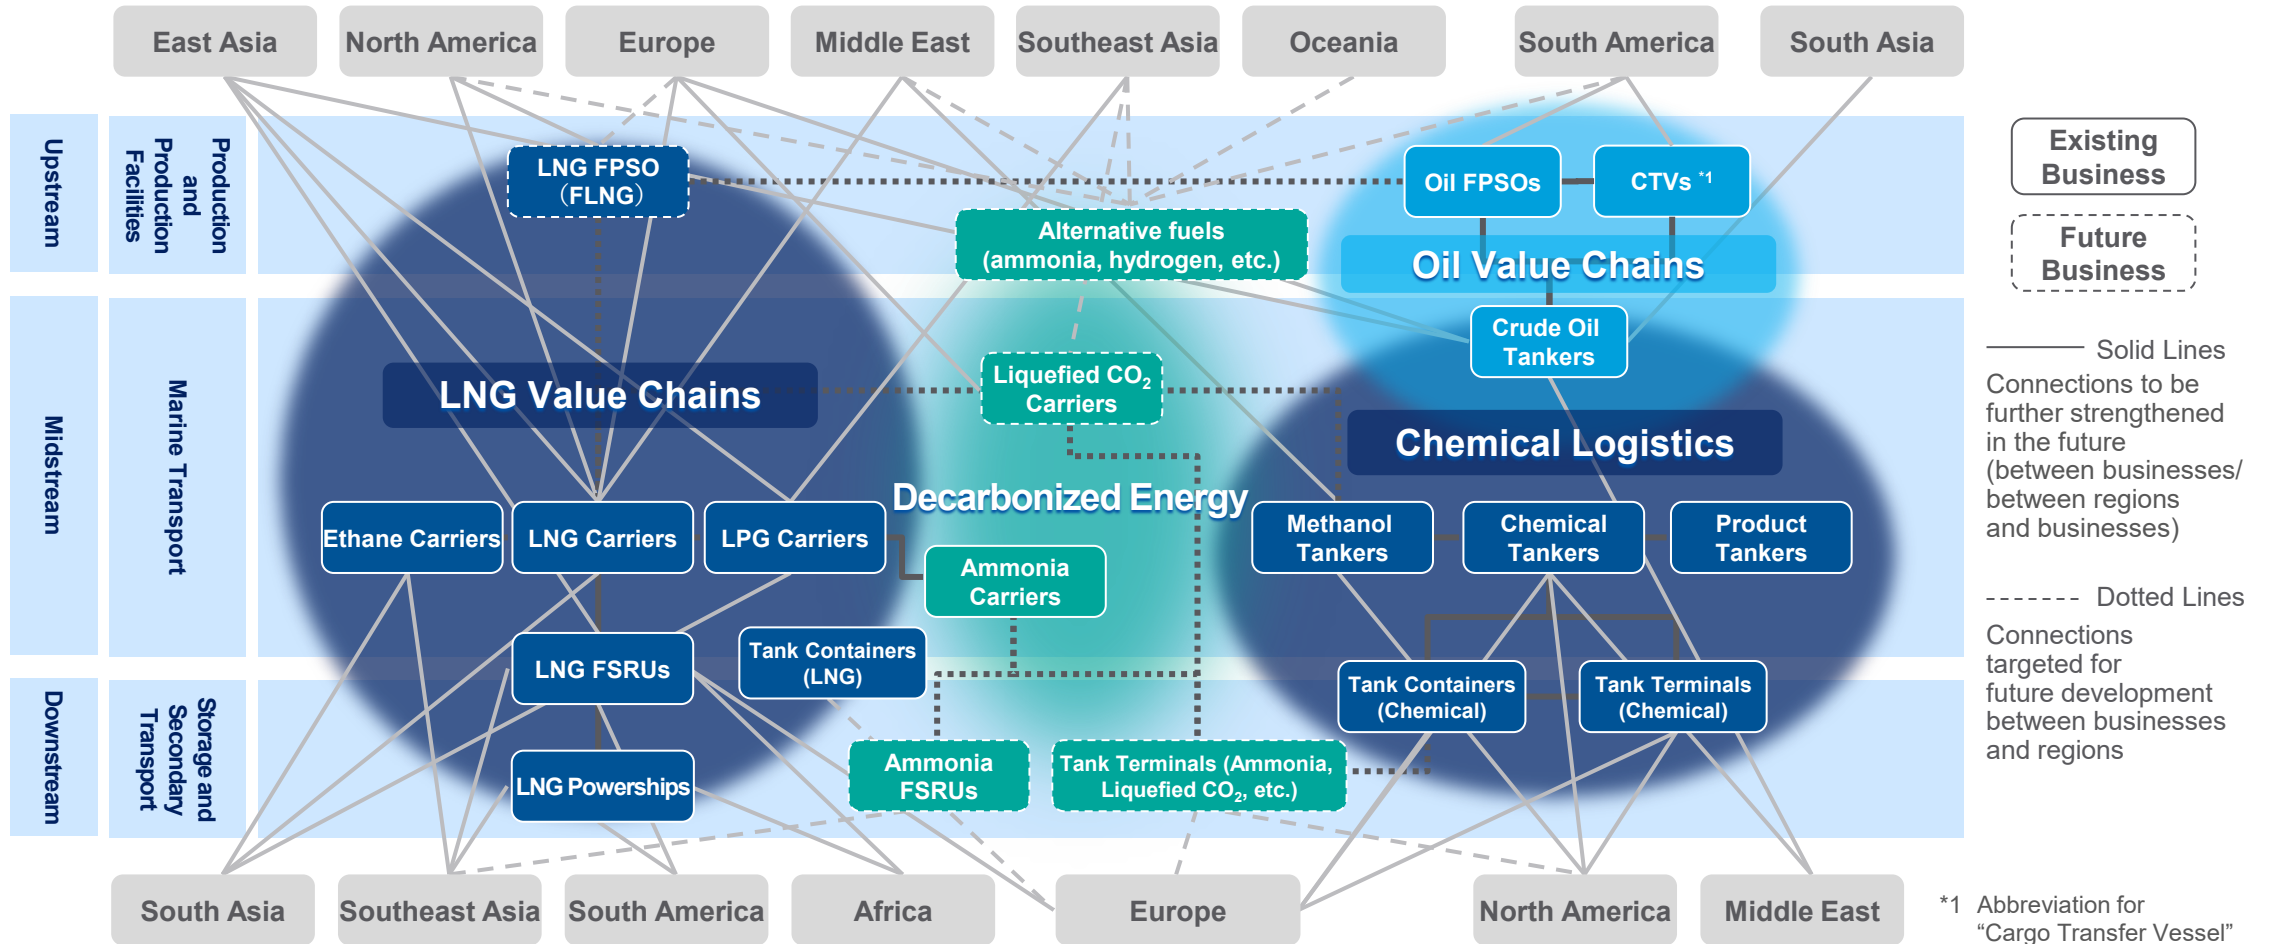 East Asia
North America
Europe
Middle East
Southeast Asia
Oceania
South America
South Asia
Upstream
Production
and
Production
Facilities
LNG FPSO
（FLNG）
Alternative fuels
(ammonia, hydrogen, etc.)
Oil FPSOs
CTVs *1
Oil Value Chains
Crude Oil
Tankers
Midstream
Marine Transport
LNG Value Chains
Liquefied CO2
Carriers
Chemical Logistics
Decarbonized Energy
Ethane Carriers
LNG Carriers
LPG Carriers
Ammonia
Carriers
Methanol
Tankers
Chemical
Tankers
Product
Tankers
LNG FSRUs
Tank Containers
(LNG)
Tank Containers
(Chemical)
Tank Terminals
(Chemical)
Downstream
Storage and
Secondary
Transport
LNG Powerships
Ammonia
FSRUs
Tank Terminals (Ammonia,
Liquefied CO2, etc.)
South Asia
Southeast Asia
South America
Africa
Europe
North America
Middle East
Existing
Business
Future
Business
Solid Lines
Connections to be
further strengthened
in the future
(between businesses/
between regions
and businesses)
Dotted Lines
Connections
targeted for
future development
between businesses
and regions
*1 Abbreviation for
“Cargo Transfer Vessel”